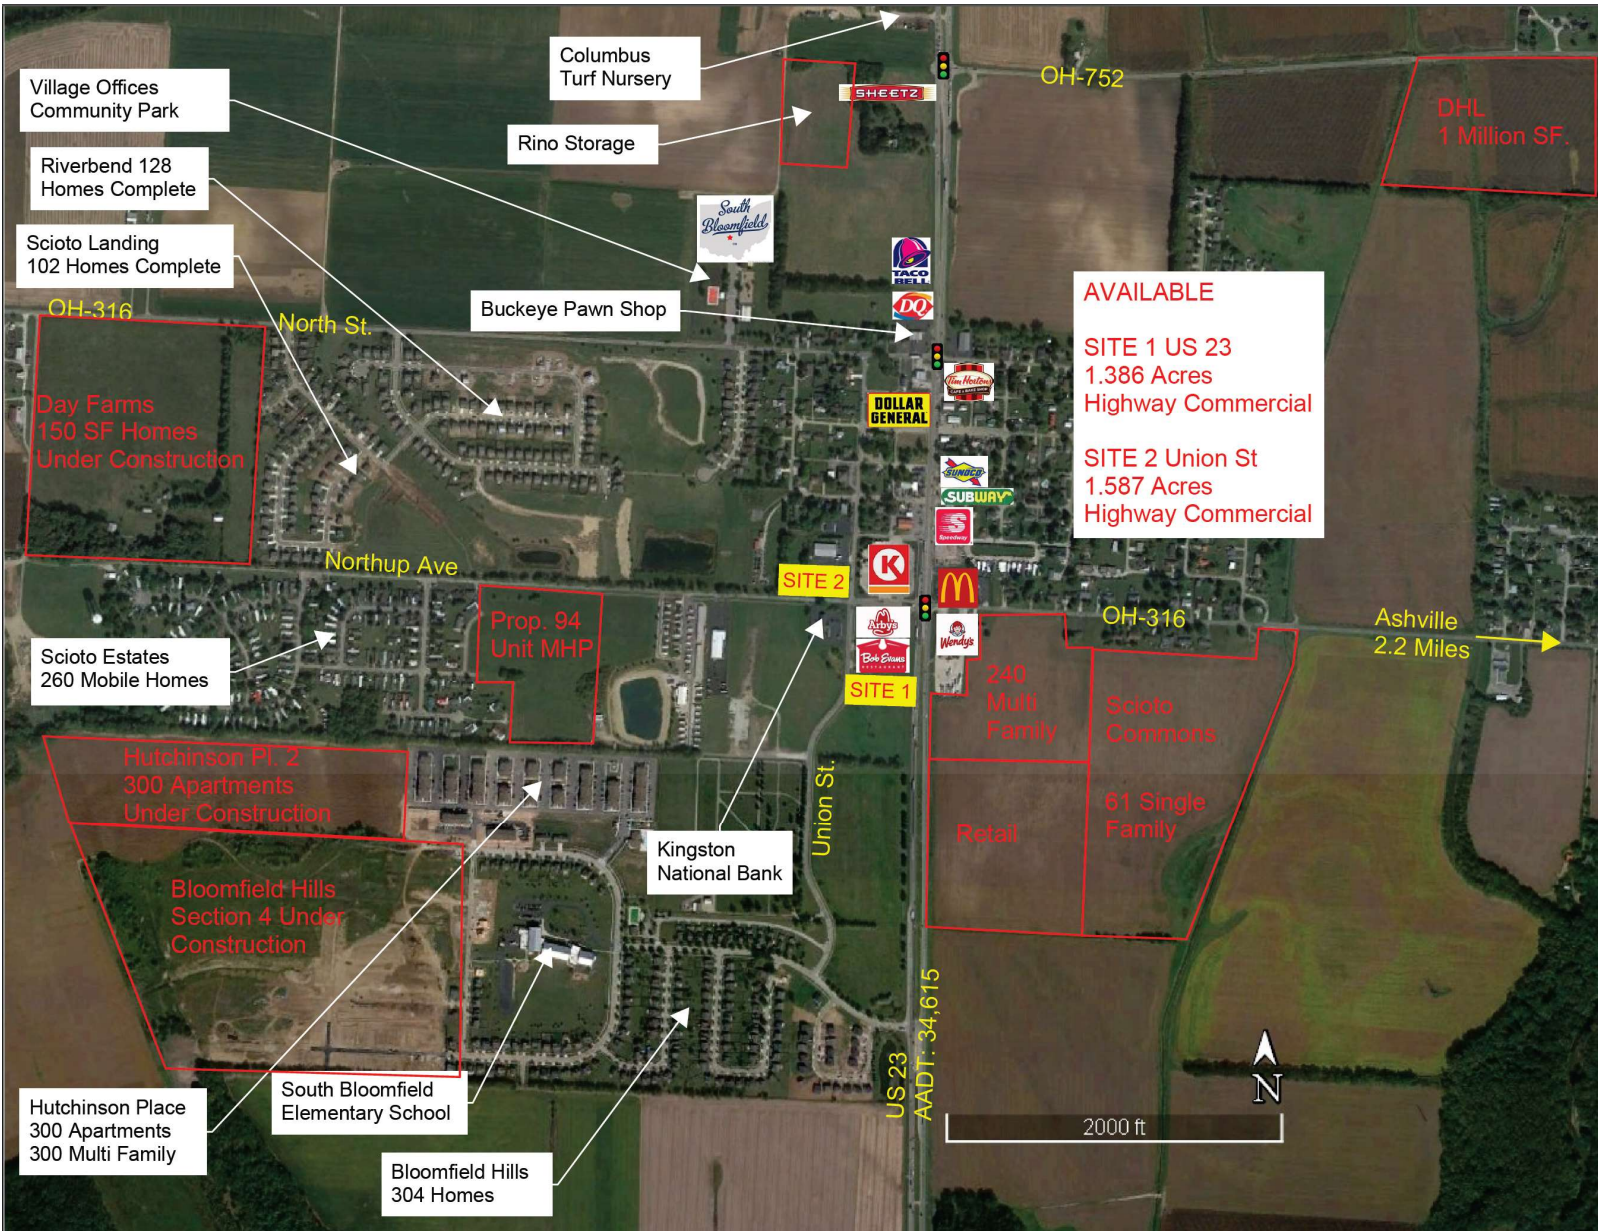 Columbus
Turf Nursery
OH-752
Village Offices
Community Park
SHEETZ
DHL
1 Million SF.
Rino Storage
Riverbend 128
Homes Complete
South
Bloomfield
Scioto Landing
102 Homes Complete
TACO
BELL
DQ
AVAILABLE
SITE 1 US 23
1.386 Acres
Highway Commercial
SITE 2 Union St
1.587 Acres
Highway Commercial
OH-316
North St.
Buckeye Pawn Shop
Tim Hortons
Day Farms
150 SF Homes
Under Construction
DOLLAR
GENERAL
SUNOCO
SUBWAY
S
Speedway
Northup Ave
K
SITE 2
M
Prop. 94
Unit MHP
Arby's
Wendy's
Bob Evans
RESTAURANT
OH-316
Ashville
2.2 Miles
Scioto Estates
260 Mobile Homes
SITE 1
240
Multi
Family
Scioto
Commons
61 Single
Family
Retail
Hutchinson Pl. 2
300 Apartments
Under Construction
Union St.
Kingston
National Bank
Bloomfield Hills
Section 4 Under
Construction
US 23
AADT: 34,615
South Bloomfield
Elementary School
Hutchinson Place
300 Apartments
300 Multi Family
Bloomfield Hills
304 Homes
N
2000 ft